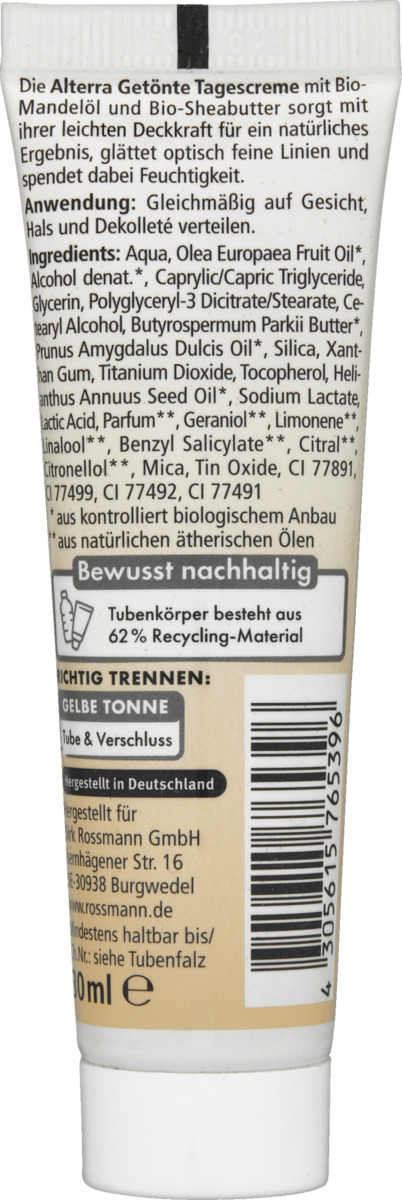 Die Alterra Getönte Tagescreme mit Bio-
Mandelöl und Bio-Sheabutter sorgt mit
ihrer leichten Deckkraft für ein natürliches
Ergebnis, glättet optisch feine Linien und
spendet dabei Feuchtigkeit.
Anwendung: Gleichmäßig auf Gesicht,
Hals und Dekolleté verteilen.
Ingredients: Aqua, Olea Europaea Fruit Oil*,
Alcohol denat.*, Caprylic/Capric Triglyceride,
Glycerin, Polyglyceryl-3 Dicitrate/Stearate, Ce-
tearyl Alcohol, Butyrospermum Parkii Butter*,
Prunus Amygdalus Dulcis Oil*, Silica, Xant-
han Gum, Titanium Dioxide, Tocopherol, Heli-
anthus Annuus Seed Oil*, Sodium Lactate,
Lactic Acid, Parfum**, Geraniol**, Limonene**,
Linalool**, Benzyl Salicylate**, Citral**,
Citronellol**, Mica, Tin Oxide, CI 77891,
CI 77499, CI 77492, CI 77491
* aus kontrolliert biologischem Anbau
** aus natürlichen ätherischen Ölen
Bewusst nachhaltig
Tubenkörper besteht aus
62 % Recycling-Material
RICHTIG TRENNEN:
GELBE TONNE
Tube & Verschluss
Hergestellt in Deutschland
Hergestellt für
Rossmann GmbH
Str. 16
DE-30938 Burgwedel
www.rossmann.de
Mindestens haltbar bis/
Ch.Nr.: siehe Tubenfalz
30ml ℮
4 305615 765396